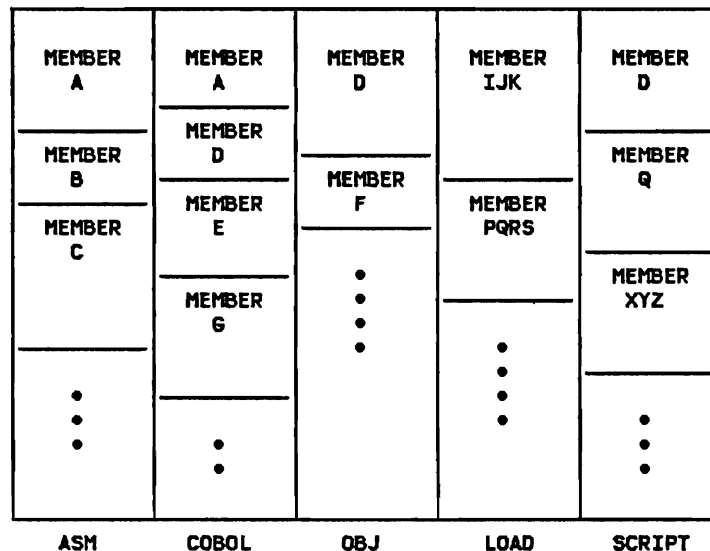 MEMBER
A
MEMBER
B
MEMBER
C
MEMBER
A
MEMBER
D
MEMBER
E
MEMBER
G
MEMBER
D
MEMBER
F
MEMBER
IJK
MEMBER
PQRS
MEMBER
D
MEMBER
Q
MEMBER
XYZ
ASM COBOL OBJ LOAD SCRIPT